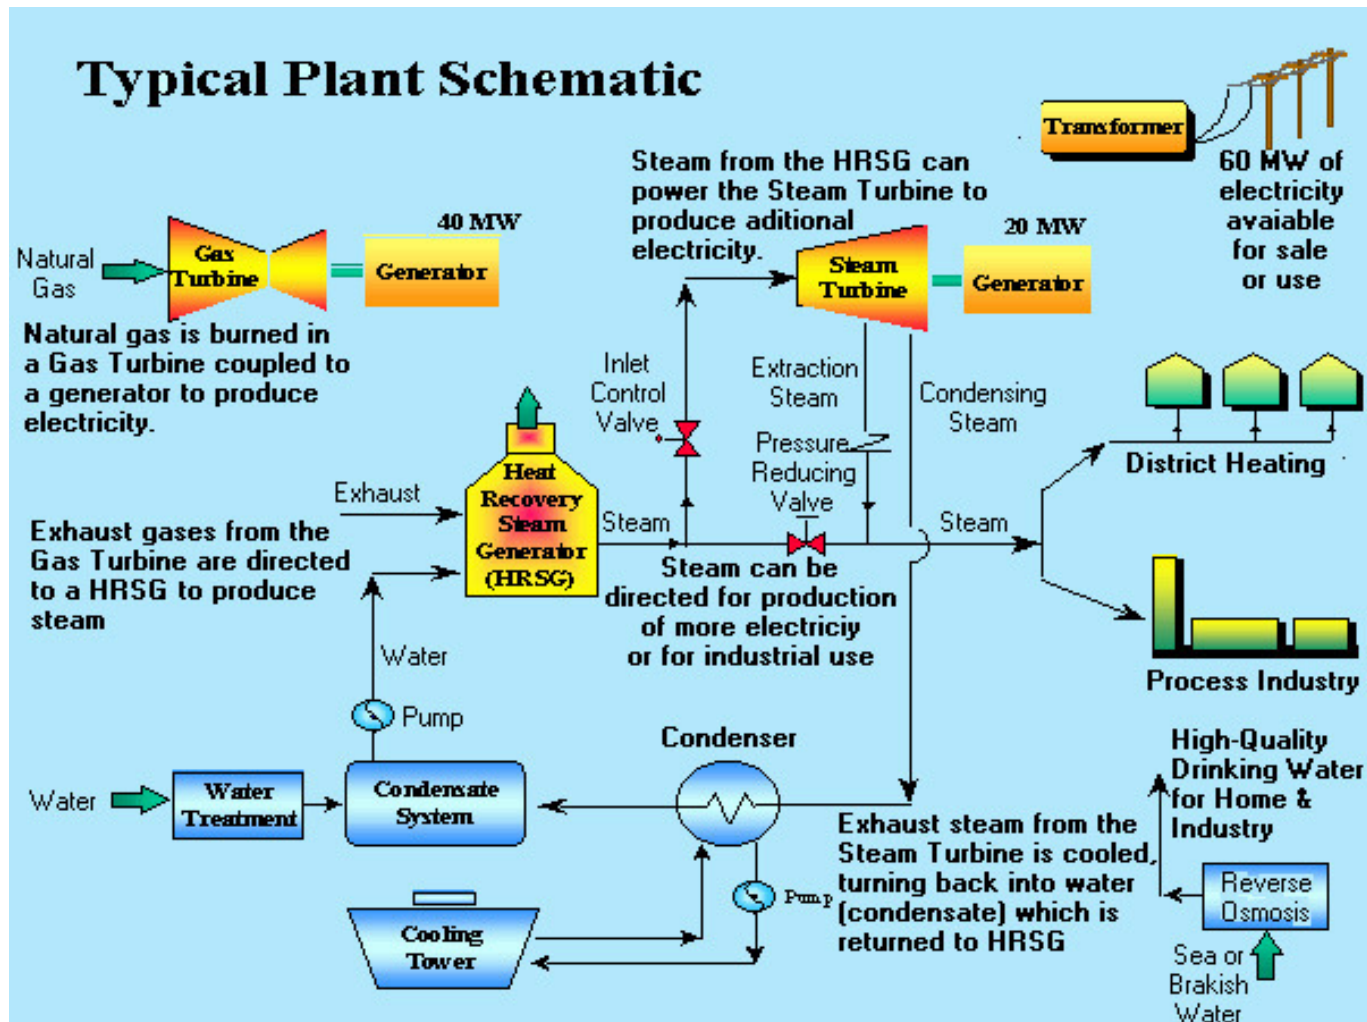 Typical Plant Schematic
Transformer
60 MW of
electricity
avaiable
for sale
or use
Steam from the HRSG can
power the Steam Turbine to
produce aditional
electricity.
40 MW
20 MW
Natural
Gas
Gas
Turbine
Generator
Steam
Turbine
Generator
Natural gas is burned in
a Gas Turbine coupled to
a generator to produce
electricity.
Inlet
Control
Valve
Extraction
Steam
Condensing
Steam
Pressure
Reducing
Valve
District Heating
Exhaust
Heat
Recovery
Steam
Generator
(HRSG)
Steam
Steam
Exhaust gases from the
Gas Turbine are directed
to a HRSG to produce
steam
Steam can be
directed for production
of more electriciy
or for industrial use
Water
Process Industry
Pump
Condenser
High-Quality
Drinking Water
for Home &
Industry
Water
Water
Treatment
Condensate
System
Exhaust steam from the
Steam Turbine is cooled,
turning back into water
(condensate) which is
returned to HRSG
Pump
Cooling
Tower
Reverse
Osmosis
Sea or
Brakish
Water